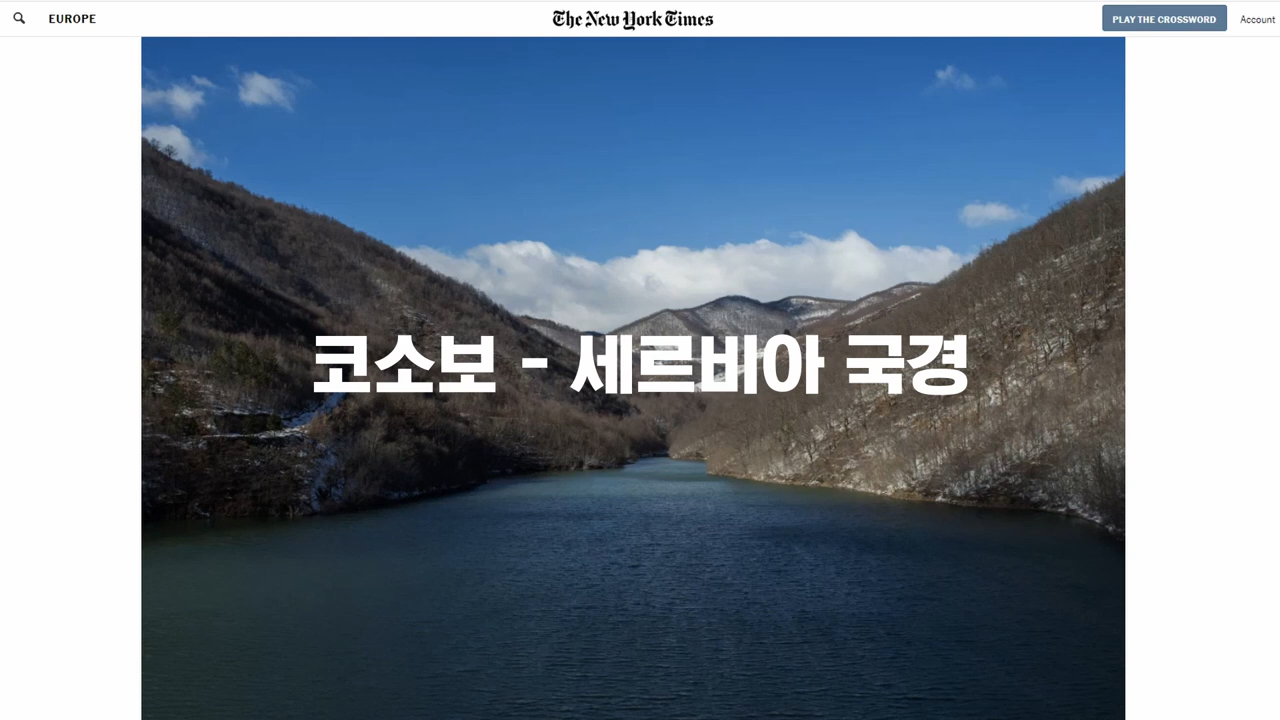 EUROPE
The New York Times
PLAY THE CROSSWORD
Account
코소보 - 세르비아 국경